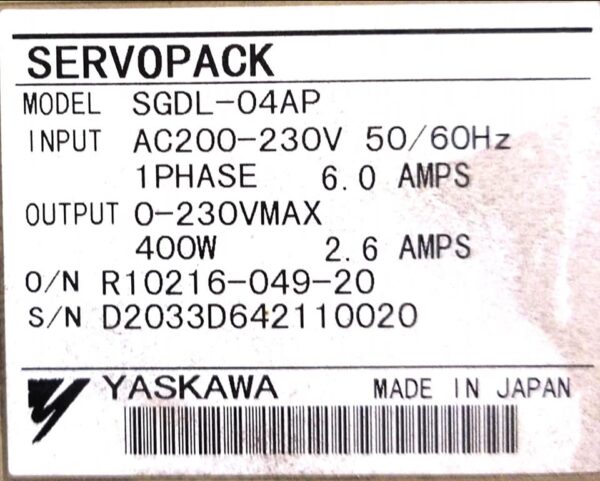 SERVOPACK
MODEL SGDL-04AP
INPUT AC200-230V 50/60Hz
1PHASE 6.0 AMPS
OUTPUT 0-230VMAX
400W 2.6 AMPS
O/N R10216-049-20
S/N D2033D642110020
YASKAWA MADE IN JAPAN